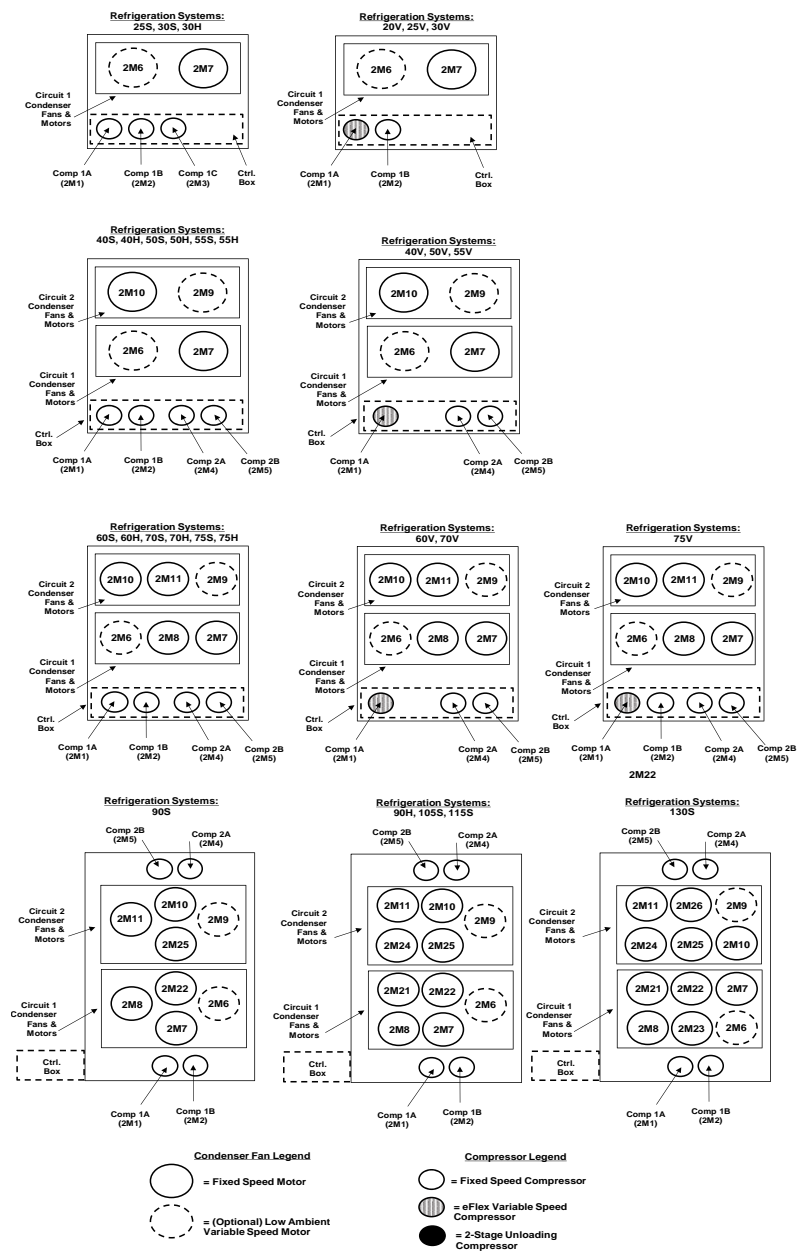 Refrigeration Systems:
25S, 30S, 30H
2M6
2M7
Circuit 1
Condenser
Fans &
Motors
Comp 1A
(2M1)
Comp 1B
(2M2)
Comp 1C
(2M3)
Ctrl.
Box
Refrigeration Systems:
20V, 25V, 30V
2M6
2M7
Circuit 1
Condenser
Fans &
Motors
Comp 1A
(2M1)
Comp 1B
(2M2)
Ctrl.
Box
Refrigeration Systems:
40S, 40H, 50S, 50H, 55S, 55H
2M10
2M9
Circuit 2
Condenser
Fans &
Motors
2M6
2M7
Circuit 1
Condenser
Fans &
Motors
Ctrl.
Box
Comp 1A
(2M1)
Comp 1B
(2M2)
Comp 2A
(2M4)
Comp 2B
(2M5)
Refrigeration Systems:
40V, 50V, 55V
2M10
2M9
Circuit 2
Condenser
Fans &
Motors
2M6
2M7
Circuit 1
Condenser
Fans &
Motors
Ctrl.
Box
Comp 1A
(2M1)
Comp 2A
(2M4)
Comp 2B
(2M5)
Refrigeration Systems:
60S, 60H, 70S, 70H, 75S, 75H
2M10
2M11
2M9
Circuit 2
Condenser
Fans &
Motors
2M6
2M8
2M7
Circuit 1
Condenser
Fans &
Motors
Ctrl.
Box
Comp 1A
(2M1)
Comp 1B
(2M2)
Comp 2A
(2M4)
Comp 2B
(2M5)
Refrigeration Systems:
60V, 70V
2M10
2M11
2M9
Circuit 2
Condenser
Fans &
Motors
2M6
2M8
2M7
Circuit 1
Condenser
Fans &
Motors
Ctrl.
Box
Comp 1A
(2M1)
Comp 2A
(2M4)
Comp 2B
(2M5)
Refrigeration Systems:
75V
2M10
2M11
2M9
Circuit 2
Condenser
Fans &
Motors
2M6
2M8
2M7
Circuit 1
Condenser
Fans &
Motors
Ctrl.
Box
Comp 1A
(2M1)
Comp 1B
(2M2)
Comp 2A
(2M4)
Comp 2B
(2M5)
2M22
Refrigeration Systems:
90S
Comp 2B
(2M5)
Comp 2A
(2M4)
2M10
2M11
2M9
2M25
Circuit 2
Condenser
Fans &
Motors
2M22
2M8
2M6
2M7
Circuit 1
Condenser
Fans &
Motors
Ctrl.
Box
Comp 1A
(2M1)
Comp 1B
(2M2)
Refrigeration Systems:
90H, 105S, 115S
Comp 2B
(2M5)
Comp 2A
(2M4)
2M11
2M10
2M9
2M24
2M25
Circuit 2
Condenser
Fans &
Motors
2M21
2M22
2M6
2M8
2M7
Circuit 1
Condenser
Fans &
Motors
Ctrl.
Box
Comp 1A
(2M1)
Comp 1B
(2M2)
Refrigeration Systems:
130S
Comp 2B
(2M5)
Comp 2A
(2M4)
2M11
2M26
2M9
2M24
2M25
2M10
Circuit 2
Condenser
Fans &
Motors
2M21
2M22
2M7
2M8
2M23
2M6
Circuit 1
Condenser
Fans &
Motors
Ctrl.
Box
Comp 1A
(2M1)
Comp 1B
(2M2)
Condenser Fan Legend
= Fixed Speed Motor
= (Optional) Low Ambient
Variable Speed Motor
Compressor Legend
= Fixed Speed Compressor
= eFlex Variable Speed
Compressor
= 2-Stage Unloading
Compressor